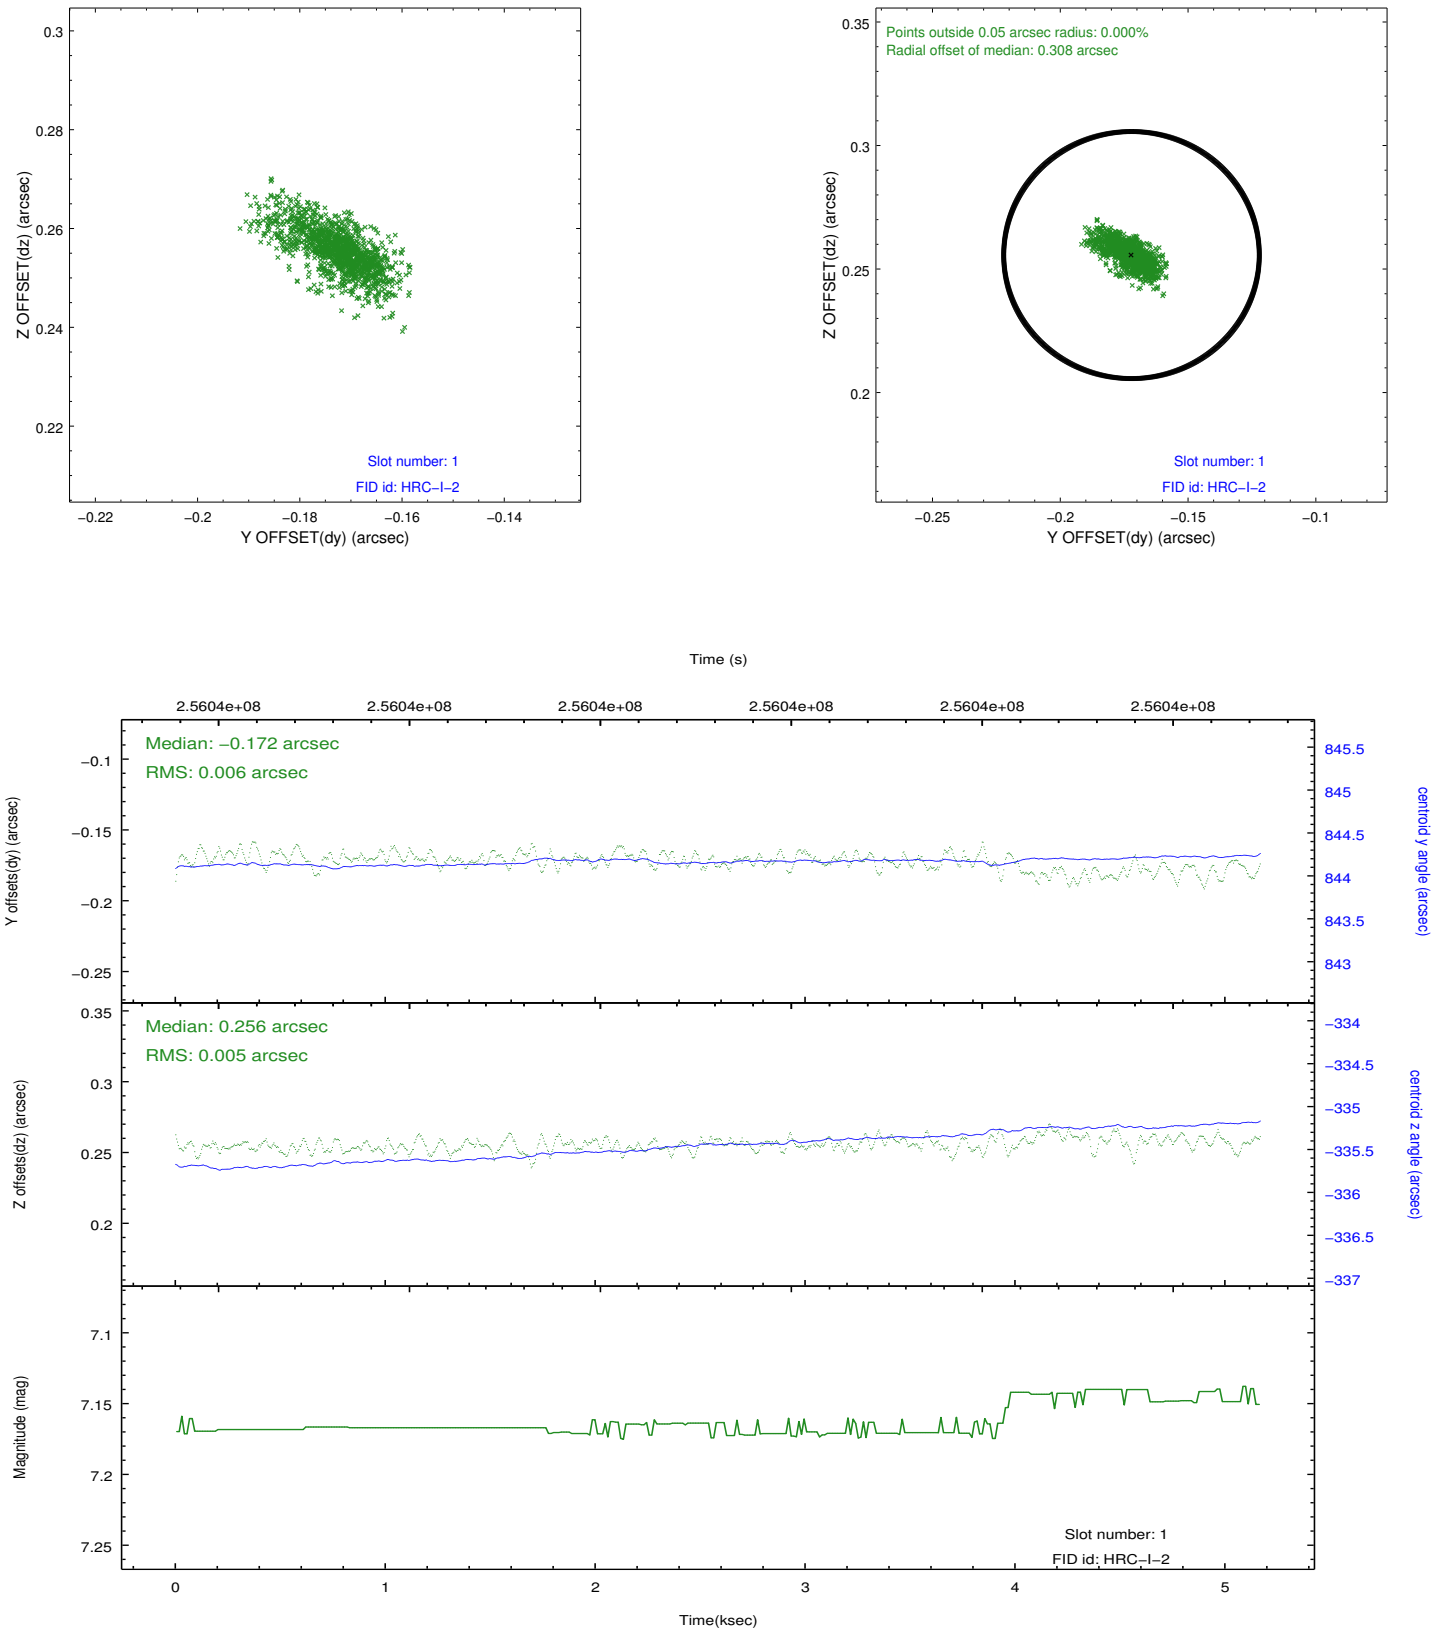 0.3
0.28
0.26
0.24
0.22
Z OFFSET(dz) (arcsec)
Slot number: 1
FID id: HRC−I−2
−0.22
−0.2
−0.18
−0.16
−0.14
Y OFFSET(dy) (arcsec)
Points outside 0.05 arcsec radius: 0.000%
Radial offset of median: 0.308 arcsec
0.35
0.3
0.25
0.2
Z OFFSET(dz) (arcsec)
Slot number: 1
FID id: HRC−I−2
−0.25
−0.2
−0.15
−0.1
Y OFFSET(dy) (arcsec)
Time (s)
2.5604e+08
2.5604e+08
2.5604e+08
2.5604e+08
2.5604e+08
2.5604e+08
Median: −0.172 arcsec
RMS: 0.006 arcsec
−0.1
−0.15
−0.2
−0.25
Y offsets(dy) (arcsec)
845.5
845
844.5
844
843.5
843
centroid y angle (arcsec)
Median: 0.256 arcsec
RMS: 0.005 arcsec
0.35
0.3
0.25
0.2
Z offsets(dz) (arcsec)
−334
−334.5
−335
−335.5
−336
−336.5
−337
centroid z angle (arcsec)
7.1
7.15
7.2
7.25
Magnitude (mag)
Slot number: 1
FID id: HRC−I−2
0
1
2
3
4
5
Time(ksec)